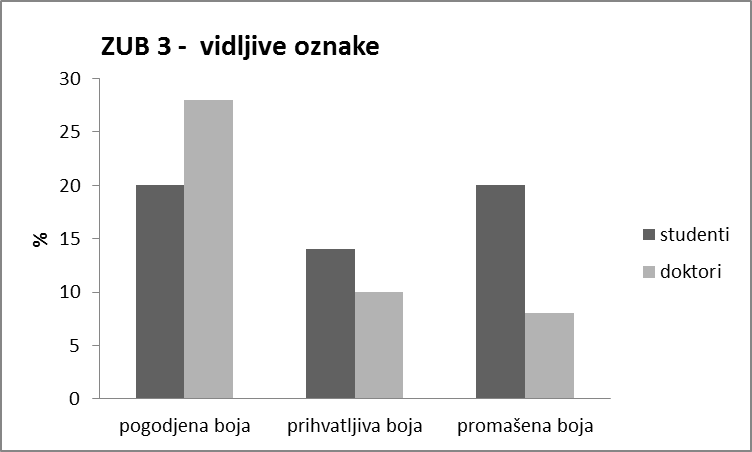 ZUB 3 - vidljive oznake
30
25
20
15
10
5
0
%
pogodjena boja
prihvatljiva boja
promašena boja
studenti
doktori